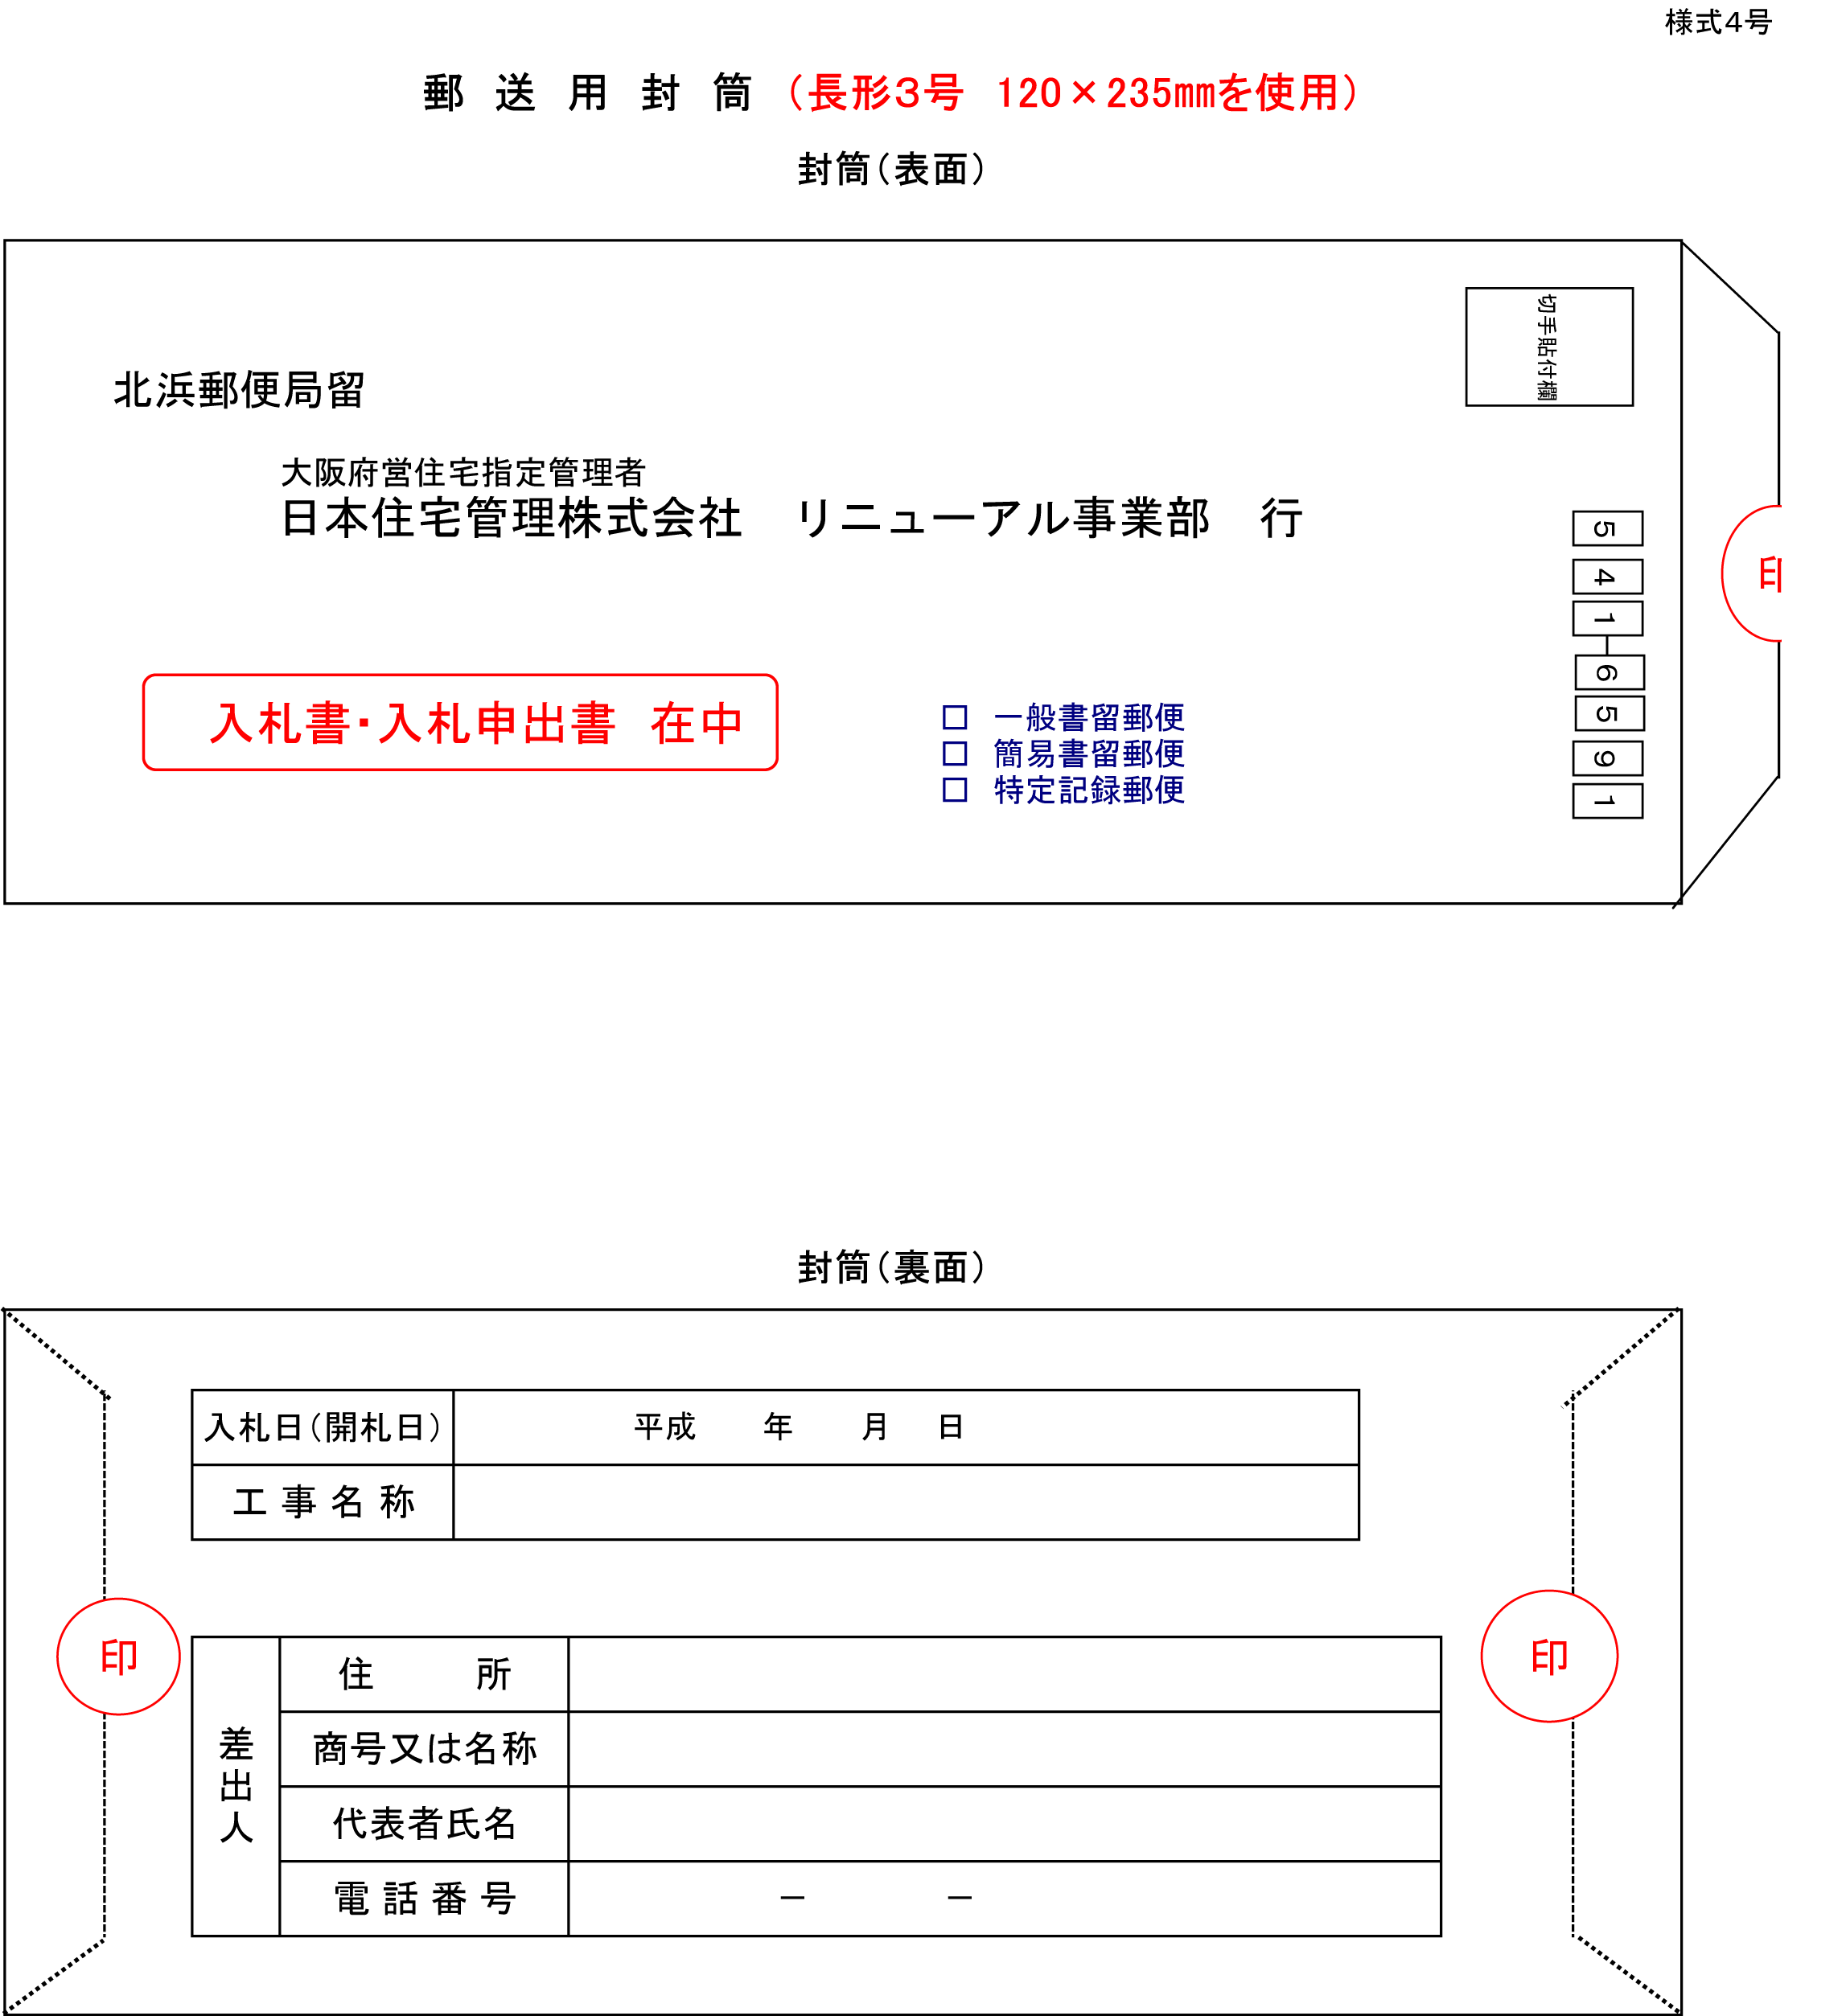 様式4号
郵 送 用 封 筒 （長形3号 120×235㎜を使用）
封筒（表面）
切手貼付欄
北浜郵便局留
大阪府営住宅指定管理者
日本住宅管理株式会社 リニューアル事業部 行
5
4
1
6
5
9
1
印
入札書・入札申出書 在中
□ 一般書留郵便
□ 簡易書留郵便
□ 特定記録郵便
封筒（裏面）
入札日（開札日） 平成 年 月 日
工 事 名 称
印
印
差出人
住 所
商号又は名称
代表者氏名
電 話 番 号 － －